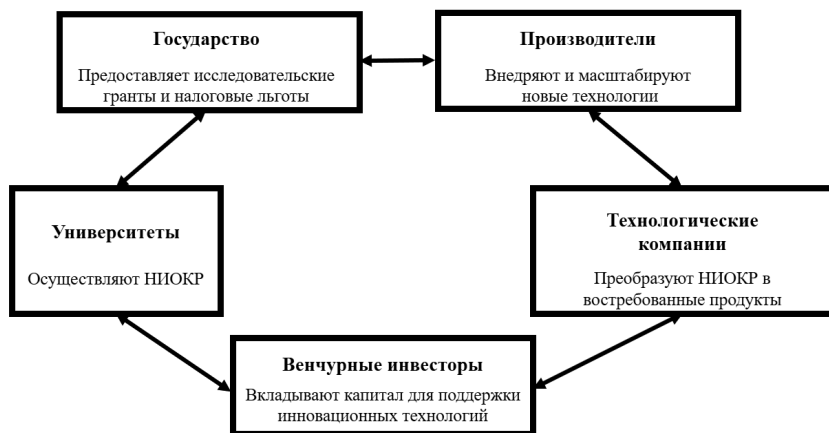 Государство
Предоставляет исследовательские
гранты и налоговые льготы
Производители
Внедряют и масштабируют
новые технологии
Университеты
Осуществляют НИОКР
Технологические
компании
Преобразуют НИОКР в
востребованные продукты
Венчурные инвесторы
Вкладывают капитал для поддержки
инновационных технологий